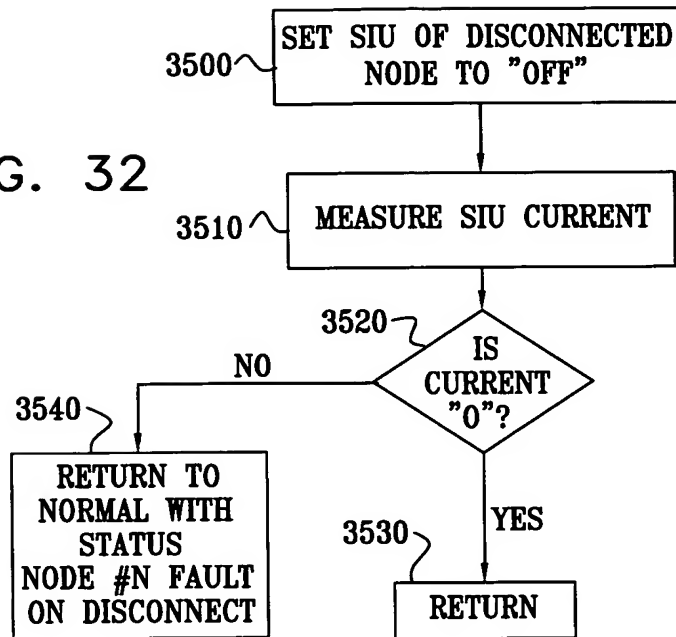 SET SIU OF DISCONNECTED
NODE TO "OFF"
3500
G. 32
MEASURE SIU CURRENT
3510
3520
IS
CURRENT
"0"?
NO
3540
RETURN TO
NORMAL WITH
STATUS
NODE #N FAULT
ON DISCONNECT
YES
3530
RETURN